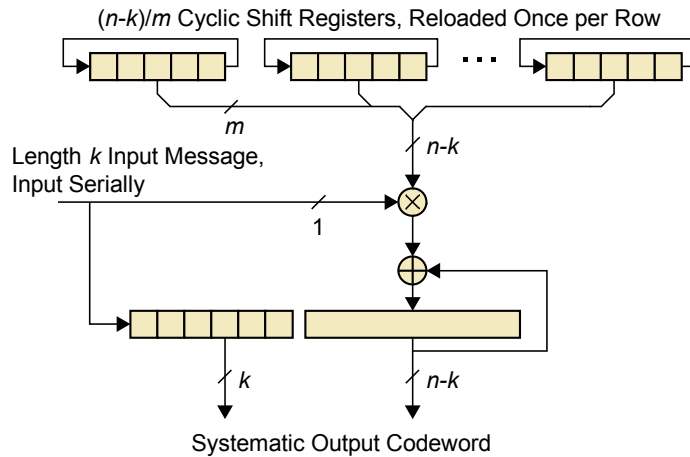 (n-k)/m Cyclic Shift Registers, Reloaded Once per Row
...
m
n-k
Length k Input Message,
Input Serially
1
k
n-k
Systematic Output Codeword